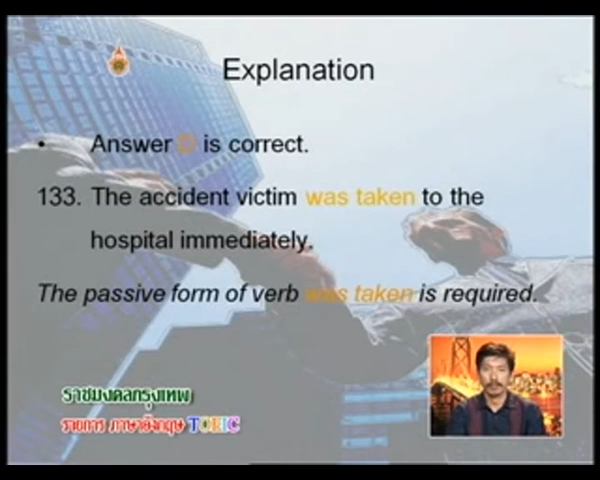 Explanation
• Answer D is correct.
133. The accident victim was taken to the
hospital immediately.
The passive form of verb was taken is required.
ราชมงคลกรุงเทพ
รายการ ภาษาอังกฤษ TOEIC